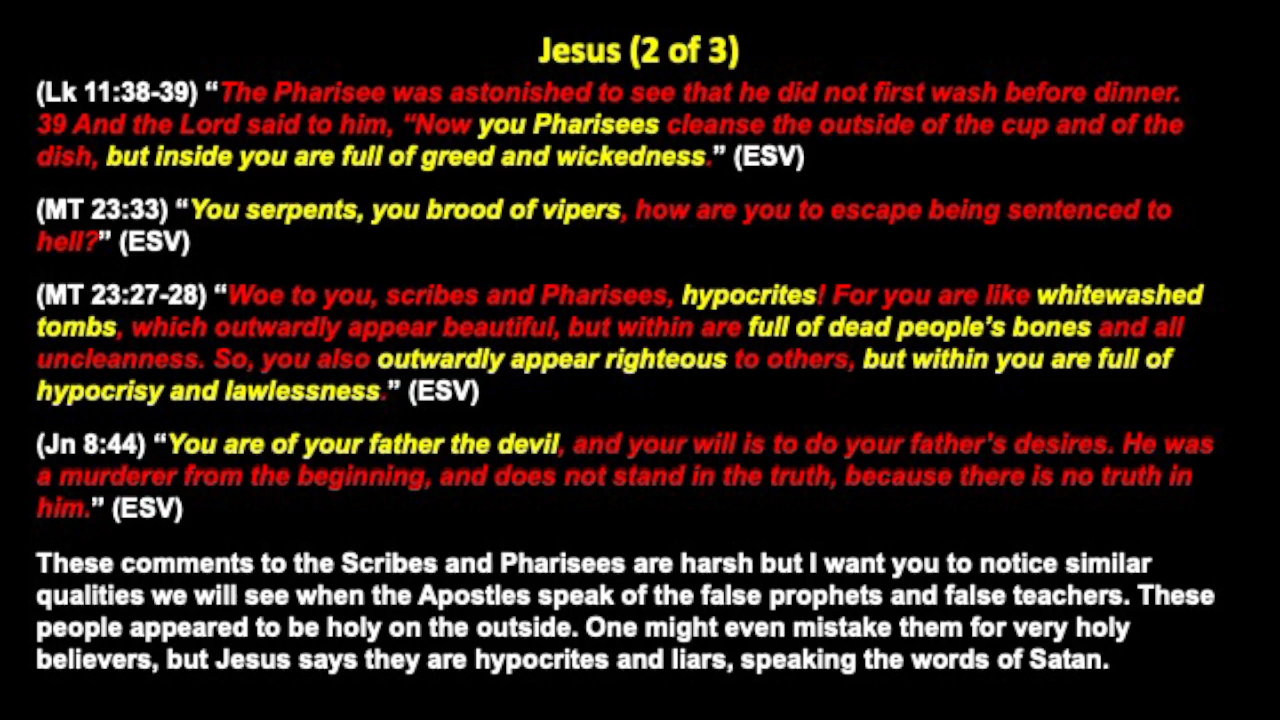 Jesus (2 of 3)
(Lk 11:38-39) “The Pharisee was astonished to see that he did not first wash before dinner.
39 And the Lord said to him, “Now you Pharisees cleanse the outside of the cup and of the
dish, but inside you are full of greed and wickedness.” (ESV)
(MT 23:33) “You serpents, you brood of vipers, how are you to escape being sentenced to
hell?” (ESV)
(MT 23:27-28) “Woe to you, scribes and Pharisees, hypocrites! For you are like whitewashed
tombs, which outwardly appear beautiful, but within are full of dead people’s bones and all
uncleanness. So, you also outwardly appear righteous to others, but within you are full of
hypocrisy and lawlessness.” (ESV)
(Jn 8:44) “You are of your father the devil, and your will is to do your father's desires. He was
a murderer from the beginning, and does not stand in the truth, because there is no truth in
him.” (ESV)
These comments to the Scribes and Pharisees are harsh but I want you to notice similar
qualities we will see when the Apostles speak of the false prophets and false teachers. These
people appeared to be holy on the outside. One might even mistake them for very holy
believers, but Jesus says they are hypocrites and liars, speaking the words of Satan.